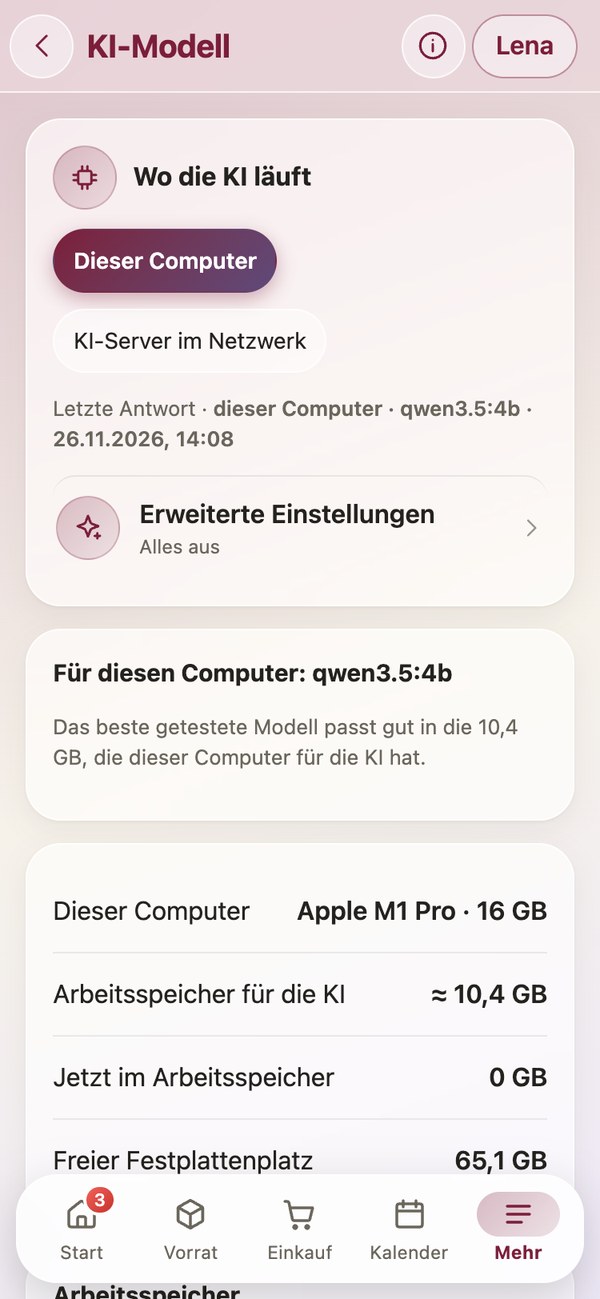 KI-Modell
Lena
Wo die KI läuft
Dieser Computer
KI-Server im Netzwerk
Letzte Antwort · dieser Computer · qwen3.5:4b ·
26.11.2026, 14:08
Erweiterte Einstellungen
Alles aus
Für diesen Computer: qwen3.5:4b
Das beste getestete Modell passt gut in die 10,4
GB, die dieser Computer für die KI hat.
Dieser Computer Apple M1 Pro · 16 GB
Arbeitsspeicher für die KI ≈ 10,4 GB
Jetzt im Arbeitsspeicher 0 GB
Freier Festplattenplatz 65,1 GB
3
Start Vorrat Einkauf Kalender Mehr
Arbeitsspeicher